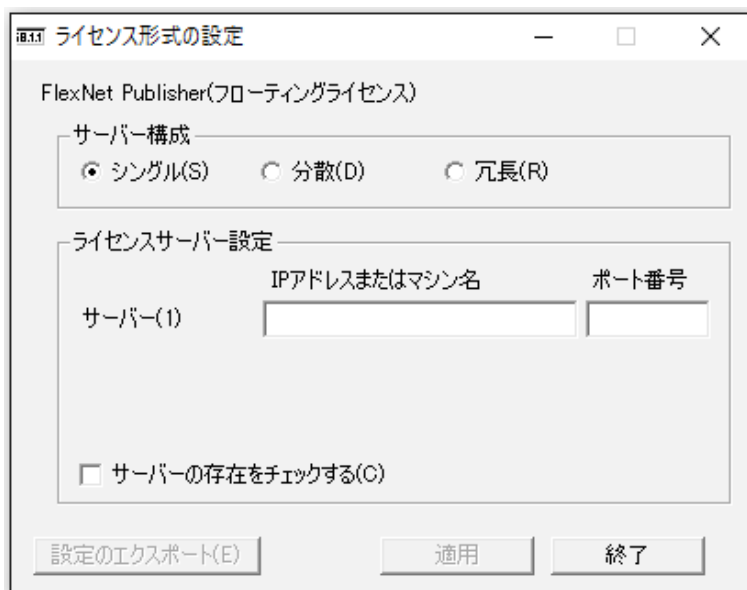 i8.1.1 ライセンス形式の設定
FlexNet Publisher(フローティングライセンス)
サーバー構成
シングル(S) 分散(D) 冗長(R)
ライセンスサーバー設定
IPアドレスまたはマシン名 ポート番号
サーバー(1)
サーバーの存在をチェックする(C)
設定のエクスポート(E) 適用 終了